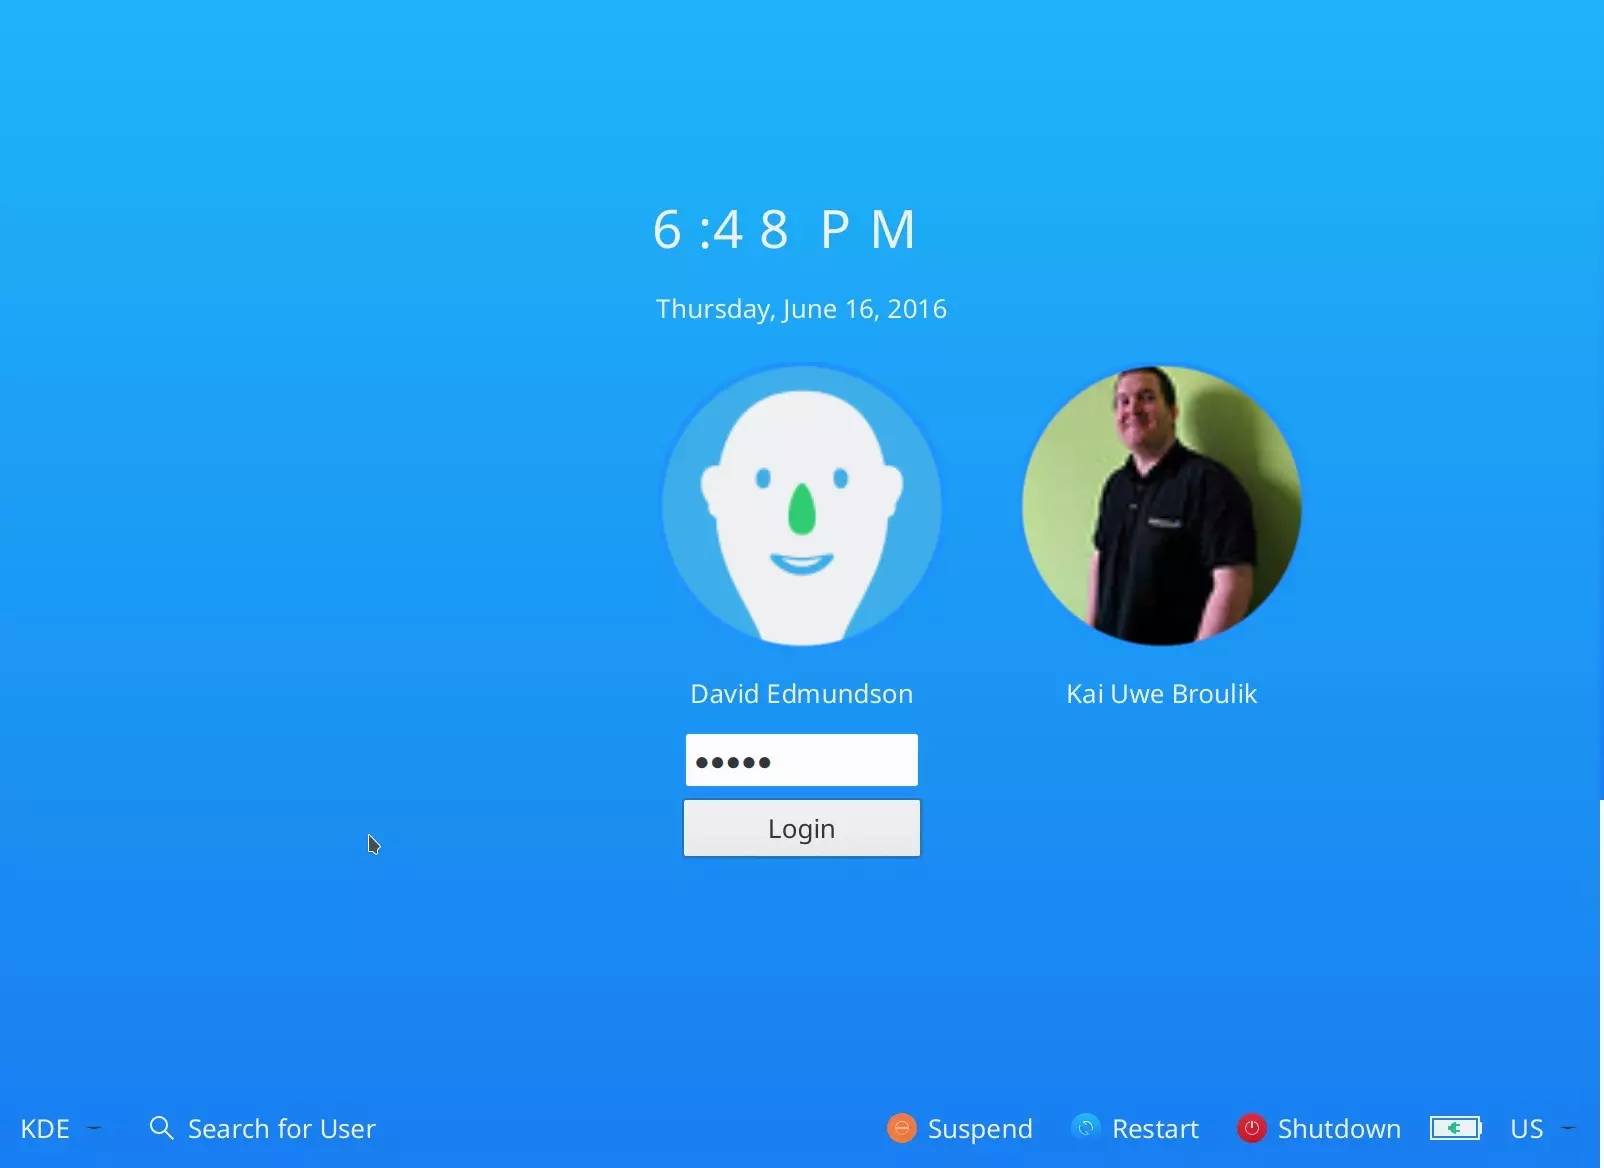 6:48 PM
Thursday, June 16, 2016
David Edmundson
Kai Uwe Broulik
●●●●●
Login
KDE
Search for User
Suspend
Restart
Shutdown
US